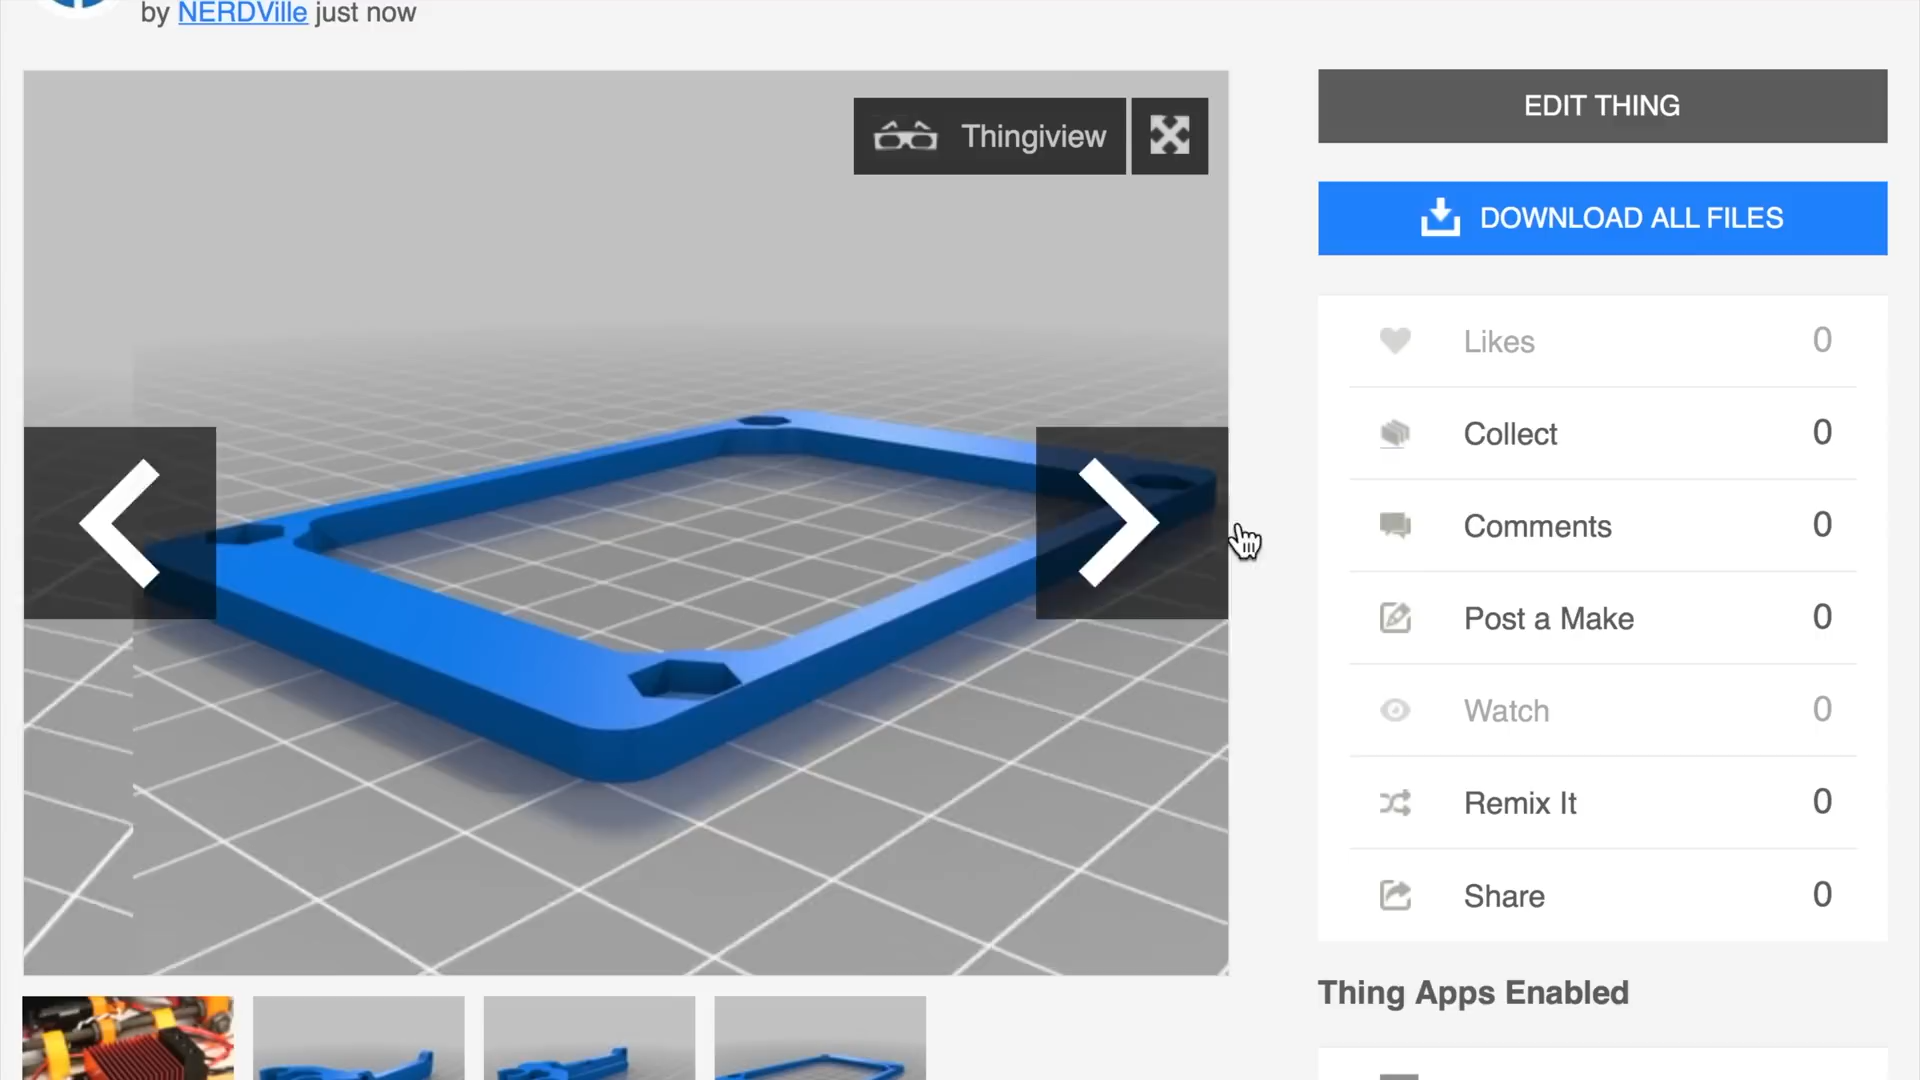 by NERDVille just now
Thingiview
EDIT THING
DOWNLOAD ALL FILES
Likes 0
Collect 0
Comments 0
Post a Make 0
Watch 0
Remix It 0
Share 0
Thing Apps Enabled